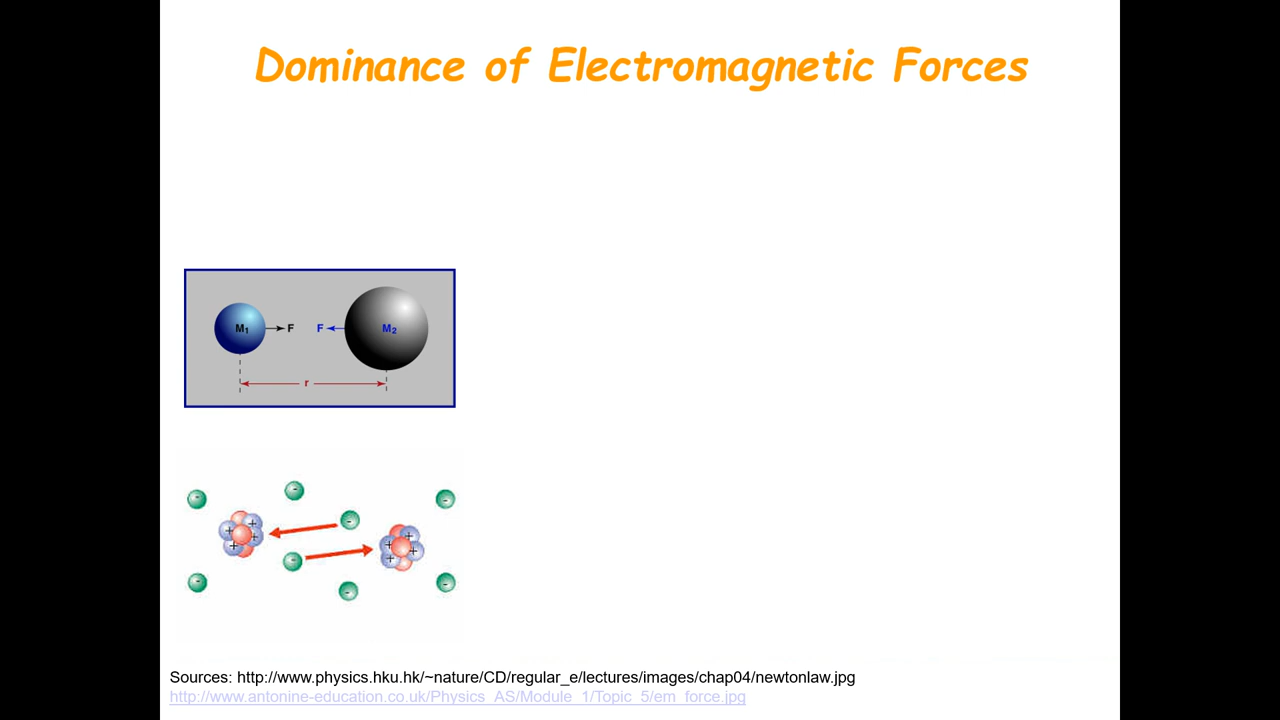 Dominance of Electromagnetic Forces
M1 F F M2
r
- - -
- + + + +
- + + + +
- - -
Sources: http://www.physics.hku.hk/~nature/CD/regular_e/lectures/images/chap04/newtonlaw.jpg
http://www.antonine-education.co.uk/Physics_AS/Module_1/Topic_5/em_force.jpg